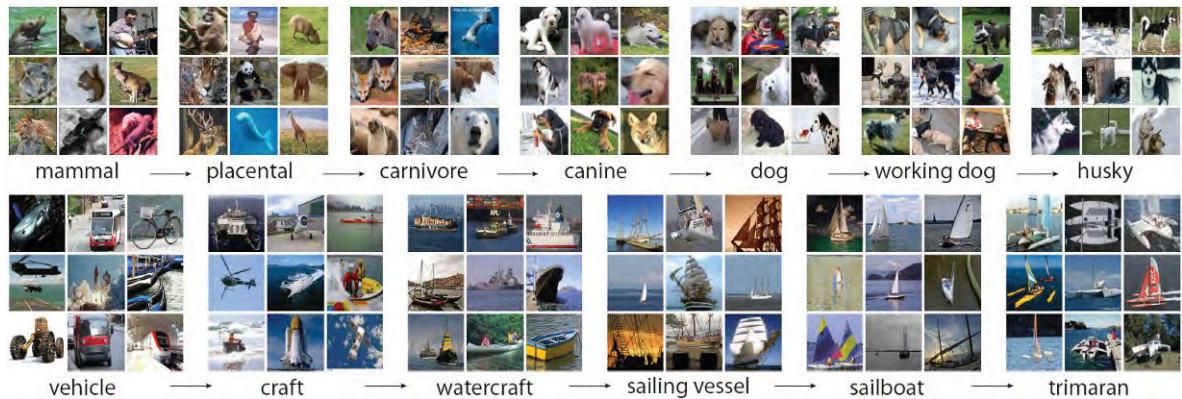 mammal → placental → carnivore → canine → dog → working dog → husky
vehicle → craft → watercraft → sailing vessel → sailboat → trimaran